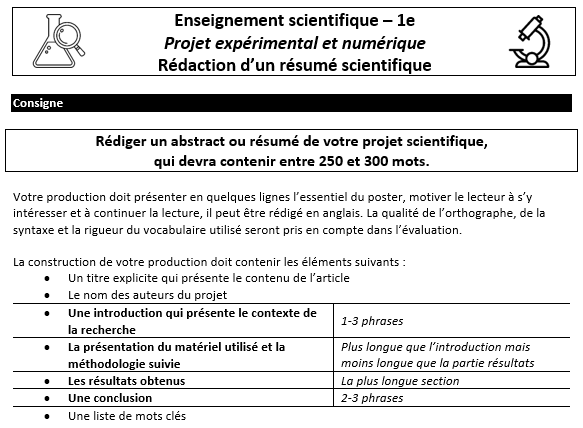 Enseignement scientifique – 1e
Projet expérimental et numérique
Rédaction d’un résumé scientifique
Consigne
Rédiger un abstract ou résumé de votre projet scientifique,
qui devra contenir entre 250 et 300 mots.
Votre production doit présenter en quelques lignes l’essentiel du poster, motiver le lecteur à s’y
intéresser et à continuer la lecture, il peut être rédigé en anglais. La qualité de l’orthographe, de la
syntaxe et la rigueur du vocabulaire utilisé seront pris en compte dans l’évaluation.
La construction de votre production doit contenir les éléments suivants :
• Un titre explicite qui présente le contenu de l’article
• Le nom des auteurs du projet
• Une introduction qui présente le contexte de
la recherche
1-3 phrases
• La présentation du matériel utilisé et la
méthodologie suivie
Plus longue que l’introduction mais
moins longue que la partie résultats
• Les résultats obtenus
La plus longue section
• Une conclusion
2-3 phrases
• Une liste de mots clés